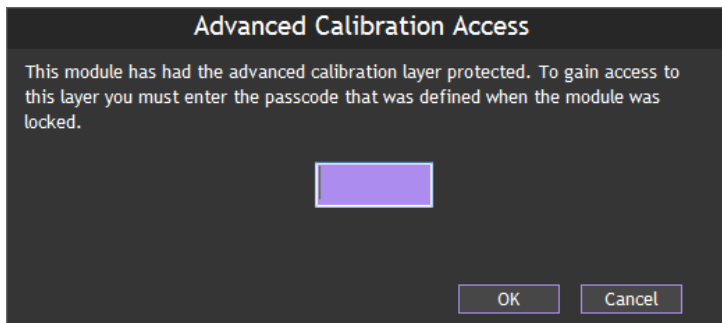 Advanced Calibration Access
This module has had the advanced calibration layer protected. To gain access to
this layer you must enter the passcode that was defined when the module was
locked.
OK
Cancel